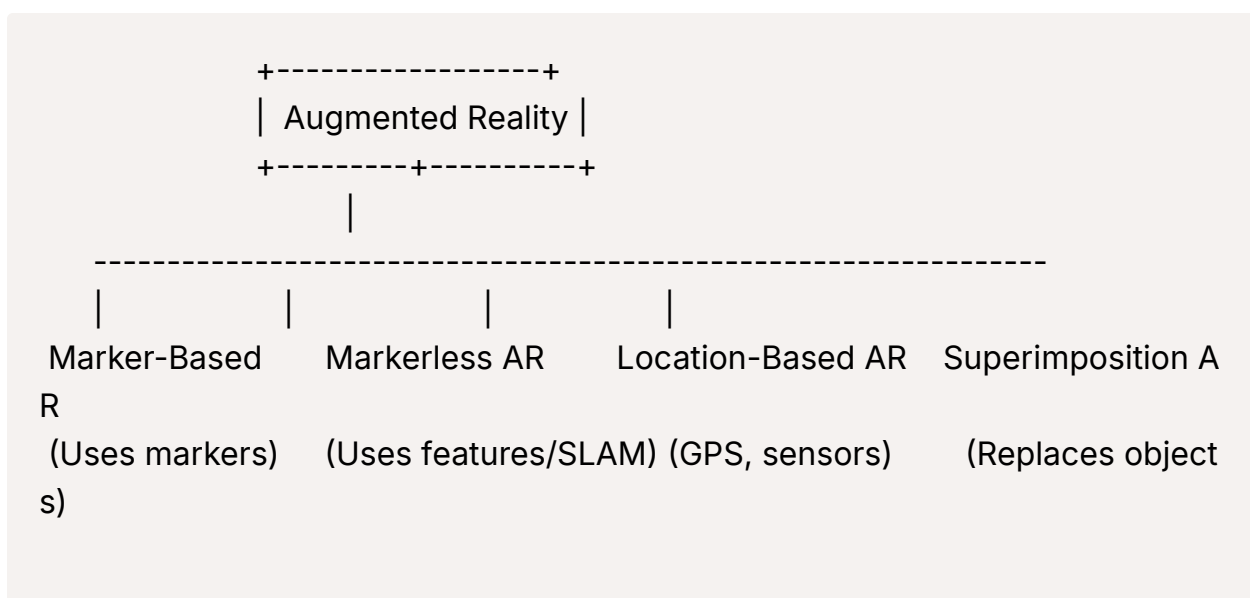 +------------------+
| Augmented Reality |
+---------+----------+
|
-----------------------------------------------------------------
| | | |
Marker-Based Markerless AR Location-Based AR Superimposition A
R
(Uses markers) (Uses features/SLAM) (GPS, sensors) (Replaces object
s)